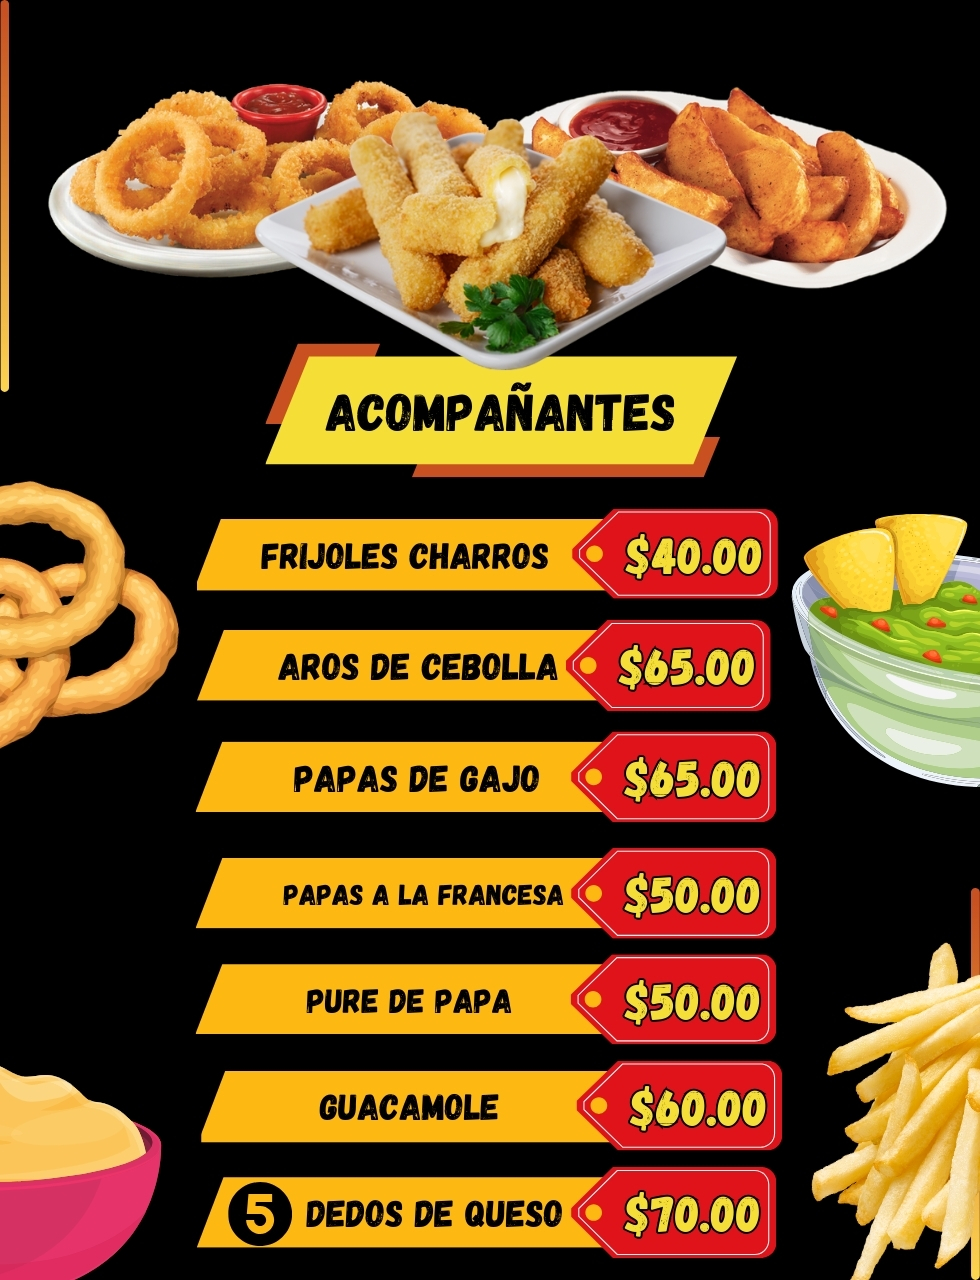 ACOMPAÑANTES
FRIJOLES CHARROS $40.00
AROS DE CEBOLLA $65.00
PAPAS DE GAJO $65.00
PAPAS A LA FRANCESA $50.00
PURE DE PAPA $50.00
GUACAMOLE $60.00
5 DEDOS DE QUESO $70.00